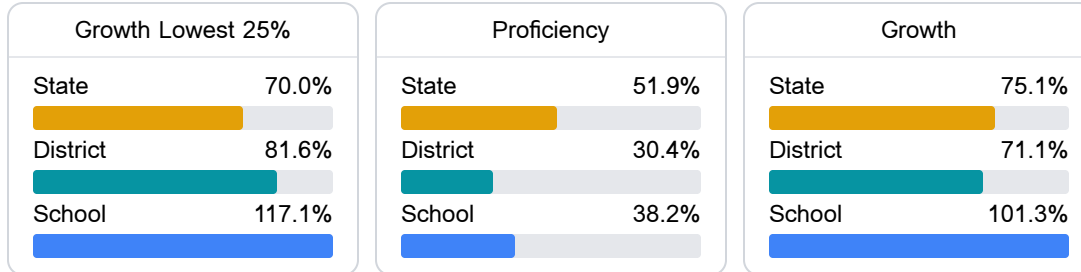 Growth Lowest 25%
State 70.0%
District 81.6%
School 117.1%
Proficiency
State 51.9%
District 30.4%
School 38.2%
Growth
State 75.1%
District 71.1%
School 101.3%